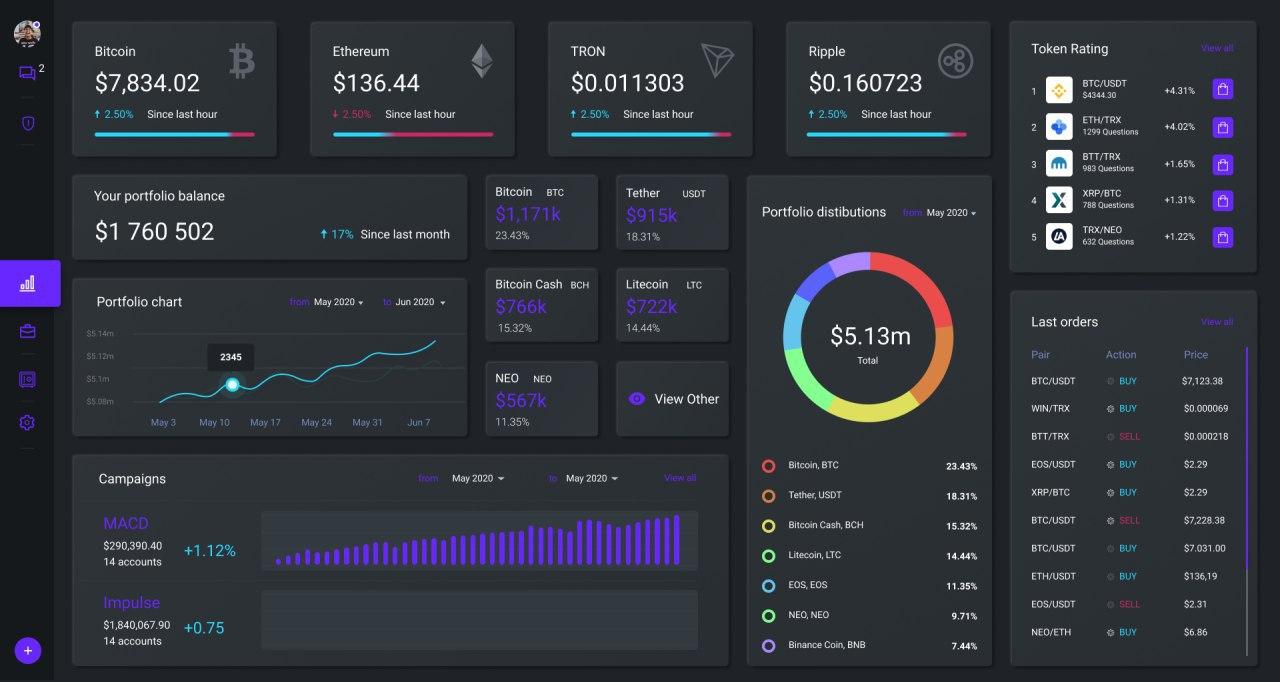 2
Bitcoin
$7,834.02
2.50% Since last hour
Ethereum
$136.44
2.50% Since last hour
TRON
$0.011303
2.50% Since last hour
Ripple
$0.160723
2.50% Since last hour
Token Rating View all
1 BTC/USDT $4344.30 +4.31%
2 ETH/TRX 1299 Questions +4.02%
3 BTT/TRX 983 Questions +1.65%
4 XRP/BTC 788 Questions +1.31%
5 TRX/NEO 632 Questions +1.22%
Your portfolio balance
$1 760 502
17% Since last month
Bitcoin BTC
$1,171k
23.43%
Tether USDT
$915k
18.31%
Bitcoin Cash BCH
$766k
15.32%
Litecoin LTC
$722k
14.44%
NEO NEO
$567k
11.35%
View Other
Portfolio chart from May 2020 to Jun 2020
$5.14m
$5.12m
$5.1m
$5.08m
2345
May 3 May 10 May 17 May 24 May 31 Jun 7
Portfolio distibutions from May 2020
$5.13m
Total
Bitcoin, BTC 23.43%
Tether, USDT 18.31%
Bitcoin Cash, BCH 15.32%
Litecoin, LTC 14.44%
EOS, EOS 11.35%
NEO, NEO 9.71%
Binance Coin, BNB 7.44%
Last orders View all
Pair Action Price
BTC/USDT BUY $7,123.38
WIN/TRX BUY $0.000069
BTT/TRX SELL $0.000218
EOS/USDT BUY $2.29
XRP/BTC BUY $2.29
BTC/USDT SELL $7,228.38
BTC/USDT BUY $7.031.00
ETH/USDT BUY $136,19
EOS/USDT SELL $2.31
NEO/ETH BUY $6.86
Campaigns from May 2020 to May 2020 View all
MACD
$290,390.40
14 accounts
+1.12%
Impulse
$1,840,067.90
14 accounts
+0.75